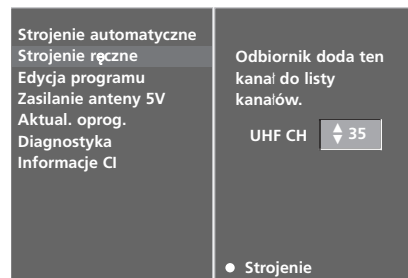 Strojenie automatyczne
Strojenie ręczne
Edycja programu
Zasilanie anteny 5V
Aktual. oprog.
Diagnostyka
Informacje CI
Odbiornik doda ten
kanał do listy
kanałów.
UHF CH 35
Strojenie